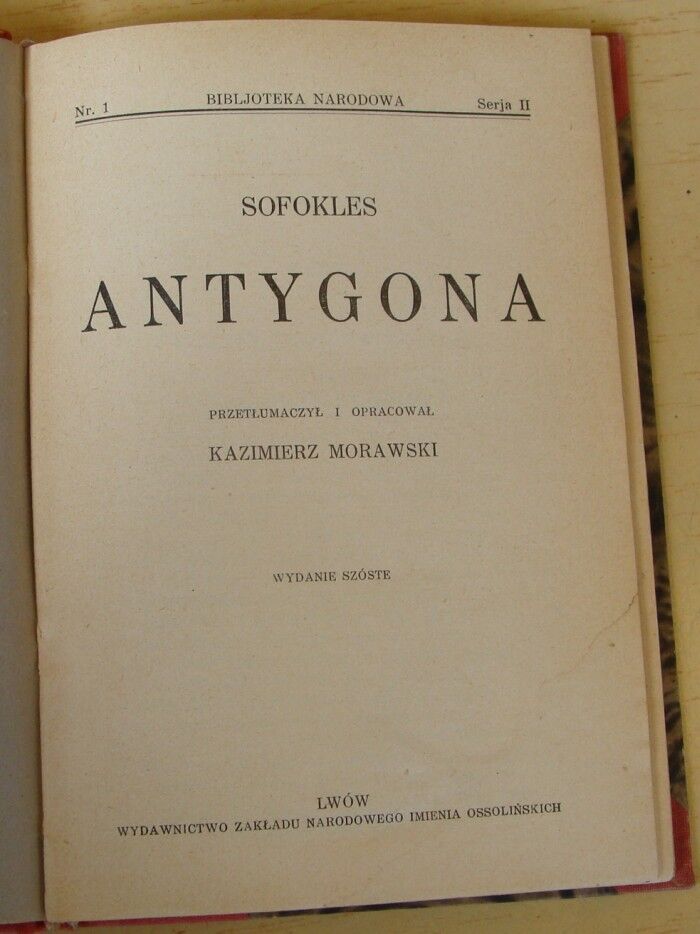 Nr. 1 BIBLJOTEKA NARODOWA Serja II
SOFOKLES
ANTYGONA
PRZETŁUMACZYŁ I OPRACOWAŁ
KAZIMIERZ MORAWSKI
WYDANIE SZÓSTE
LWÓW
WYDAWNICTWO ZAKŁADU NARODOWEGO IMIENIA OSSOLIŃSKICH